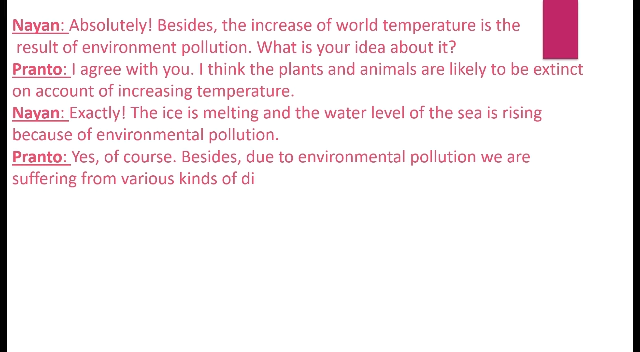 Nayan: Absolutely! Besides, the increase of world temperature is the
result of environment pollution. What is your idea about it?
Pranto: I agree with you. I think the plants and animals are likely to be extinct
on account of increasing temperature.
Nayan: Exactly! The ice is melting and the water level of the sea is rising
because of environmental pollution.
Pranto: Yes, of course. Besides, due to environmental pollution we are
suffering from various kinds of di